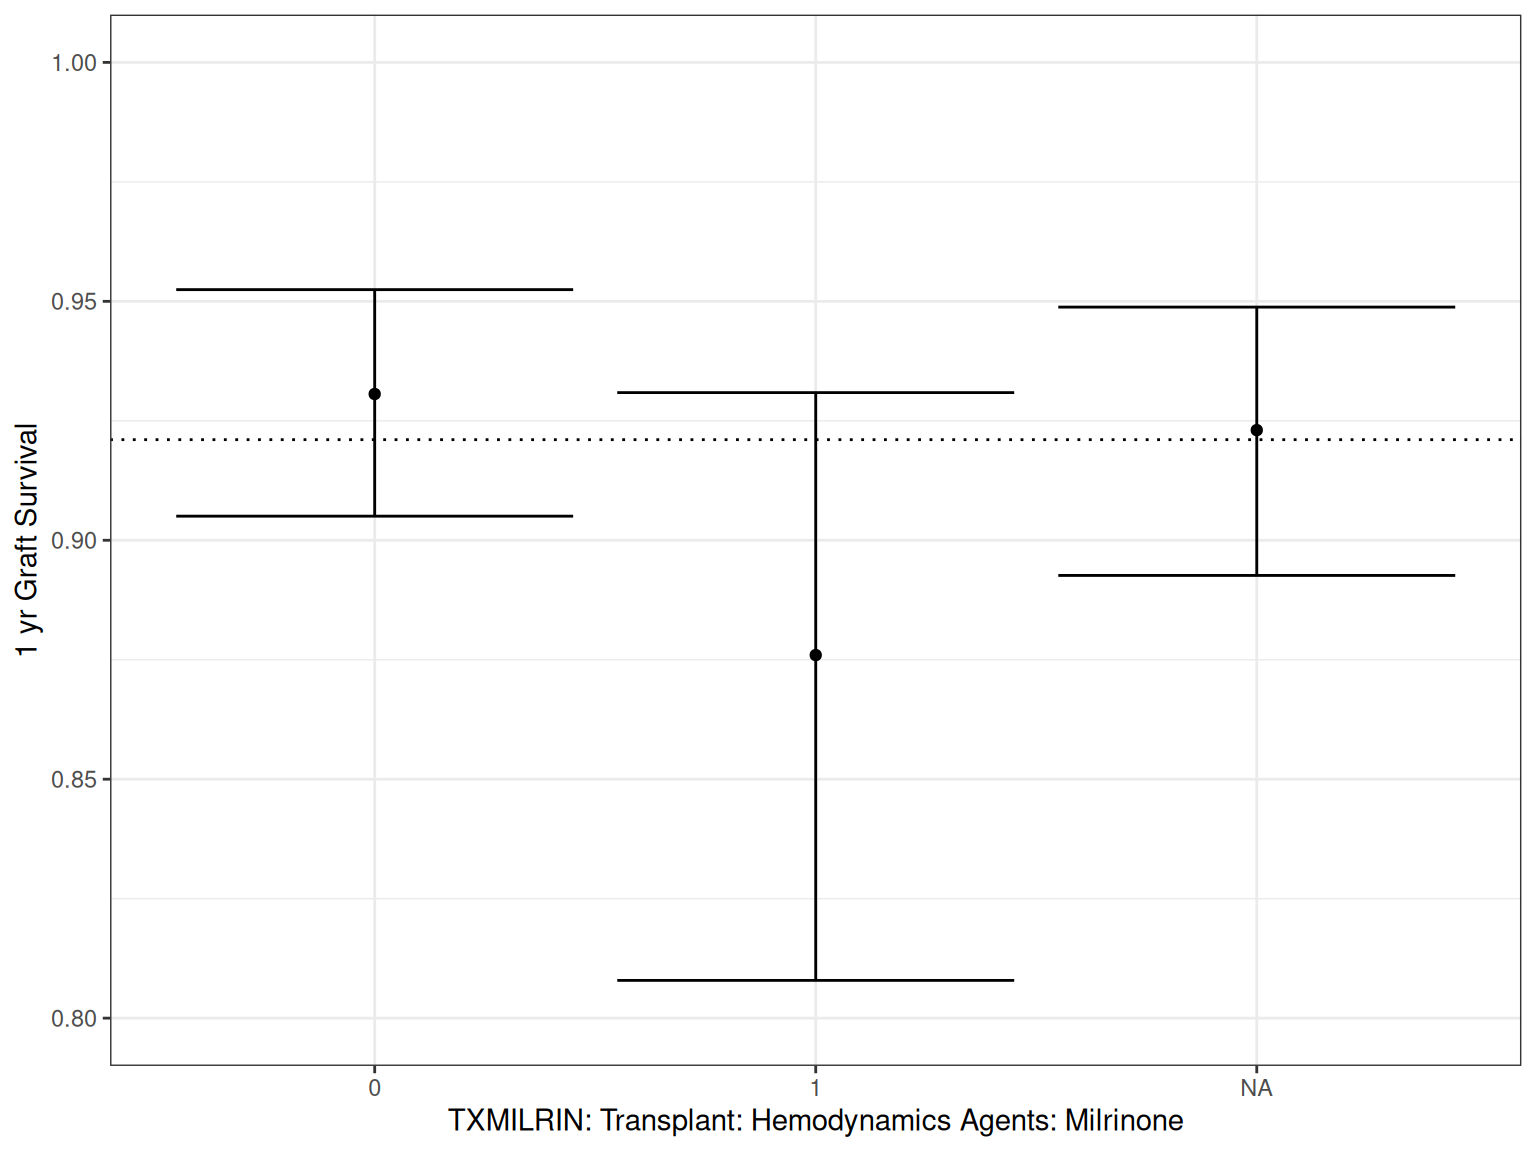 1.00
0.95
0.90
0.85
0.80
1 yr Graft Survival
0 1 NA
TXMILRIN: Transplant: Hemodynamics Agents: Milrinone